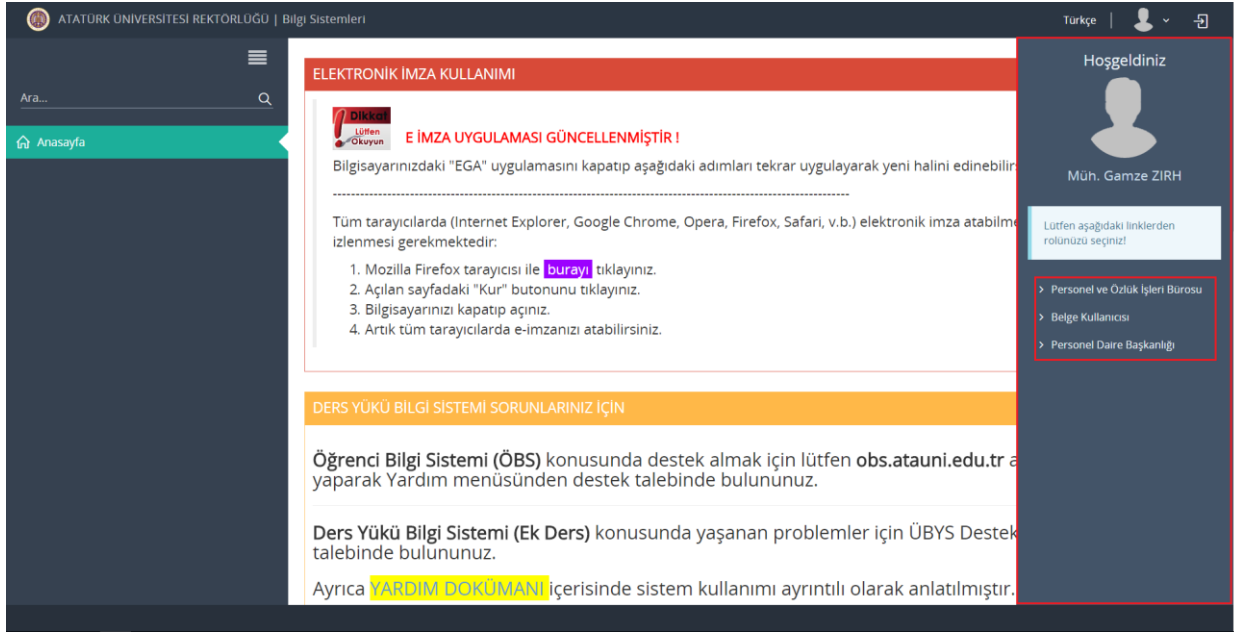 ATATÜRK ÜNİVERSİTESİ REKTÖRLÜĞÜ | Bilgi Sistemleri
Türkçe |
Ara...
Anasayfa
ELEKTRONİK İMZA KULLANIMI
Dikkat
Lütfen
Okuyun
E İMZA UYGULAMASI GÜNCELLENMİŞTİR !
Bilgisayarınızdaki "EGA" uygulamasını kapatıp aşağıdaki adımları tekrar uygulayarak yeni halini edinebilirs
------------------------------------------------------------------------------------------------------------
Tüm tarayıcılarda (Internet Explorer, Google Chrome, Opera, Firefox, Safari, v.b.) elektronik imza atabilme
izlenmesi gerekmektedir:
1. Mozilla Firefox tarayıcısı ile burayı tıklayınız.
2. Açılan sayfadaki "Kur" butonunu tıklayınız.
3. Bilgisayarınızı kapatıp açınız.
4. Artık tüm tarayıcılarda e-imzanızı atabilirsiniz.
DERS YÜKÜ BİLGİ SİSTEMİ SORUNLARINIZ İÇİN
Öğrenci Bilgi Sistemi (ÖBS) konusunda destek almak için lütfen obs.atauni.edu.tr a
yaparak Yardım menüsünden destek talebinde bulununuz.
Ders Yükü Bilgi Sistemi (Ek Ders) konusunda yaşanan problemler için ÜBYS Destek
talebinde bulununuz.
Ayrıca YARDIM DOKÜMANI içerisinde sistem kullanımı ayrıntılı olarak anlatılmıştır.
Hoşgeldiniz
Müh. Gamze ZIRH
Lütfen aşağıdaki linklerden
rolünüzü seçiniz!
> Personel ve Özlük İşleri Bürosu
> Belge Kullanıcısı
> Personel Daire Başkanlığı